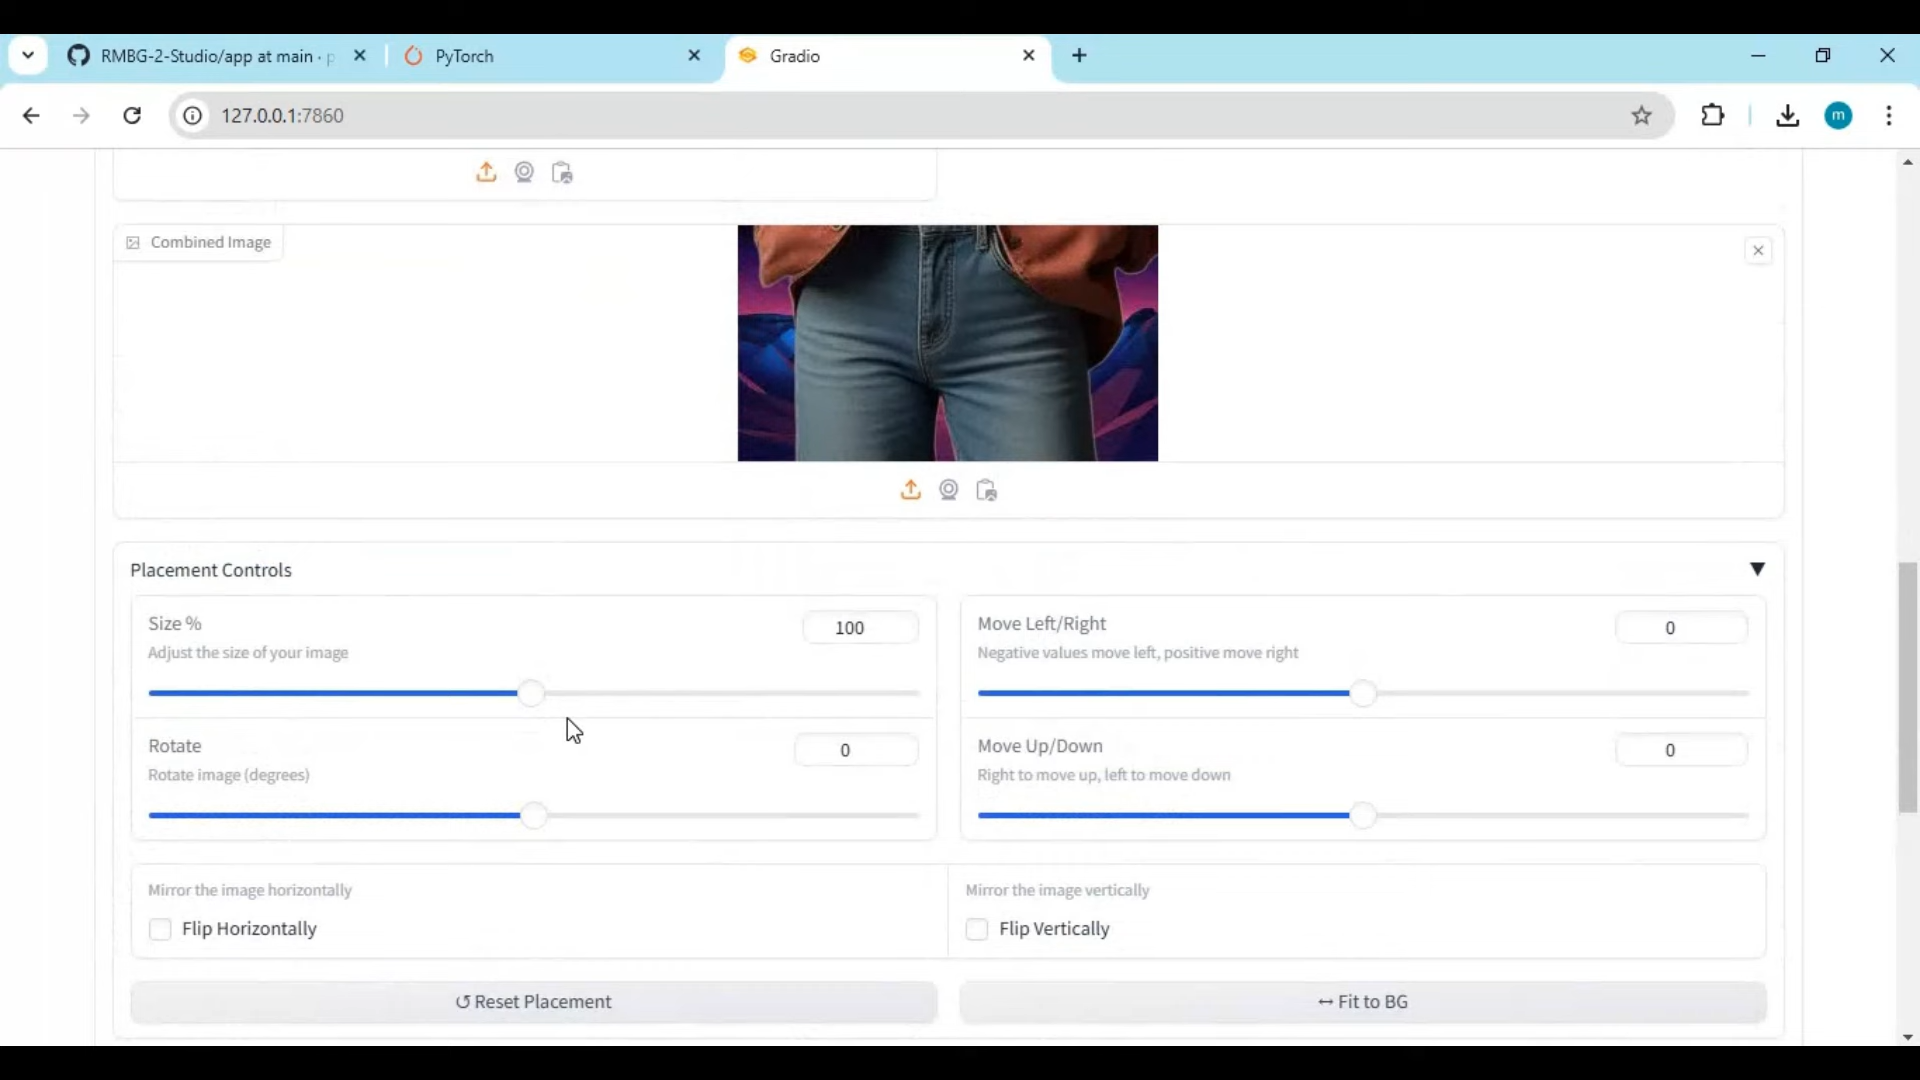 RMBG-2-Studio/app at main · p
PyTorch
Gradio
127.0.0.1:7860
m
Combined Image
Placement Controls
Size %
100
Adjust the size of your image
Move Left/Right
0
Negative values move left, positive move right
Rotate
0
Rotate image (degrees)
Move Up/Down
0
Right to move up, left to move down
Mirror the image horizontally
Flip Horizontally
Mirror the image vertically
Flip Vertically
↺ Reset Placement
↔ Fit to BG